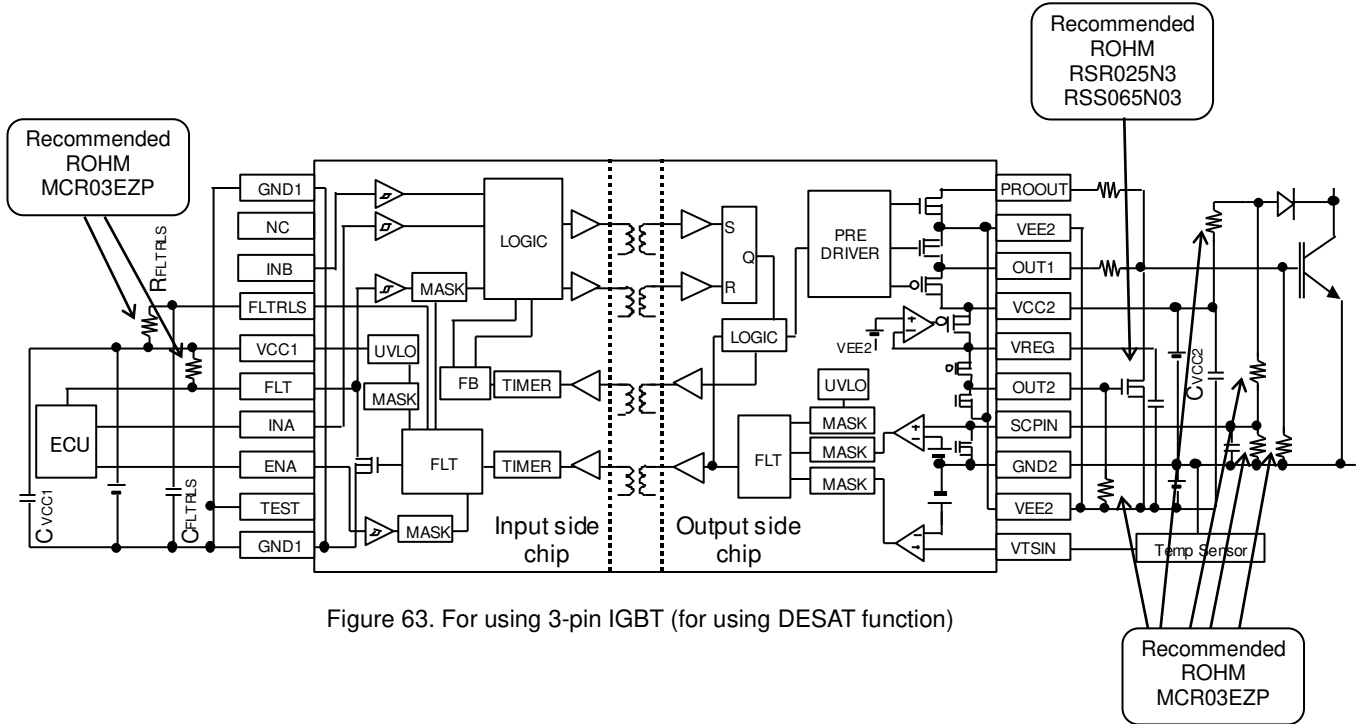 Recommended
ROHM
RSR025N3
RSS065N03
Recommended
ROHM
MCR03EZP
GND1
NC
INB
FLTRLS
VCC1
FLT
INA
ENA
TEST
GND1
RFLTRLS
ECU
CVCC1
CFLTRLS
LOGIC
MASK
UVLO
MASK
FB
TIMER
FLT
TIMER
MASK
Input side
chip
Output side
chip
S
Q
R
PRE
DRIVER
LOGIC
VEE2
UVLO
MASK
MASK
MASK
FLT
PROOUT
VEE2
OUT1
VCC2
VREG
OUT2
SCPIN
GND2
VEE2
VTSIN
CVCC2
Temp Sensor
Figure 63. For using 3-pin IGBT (for using DESAT function)
Recommended
ROHM
MCR03EZP